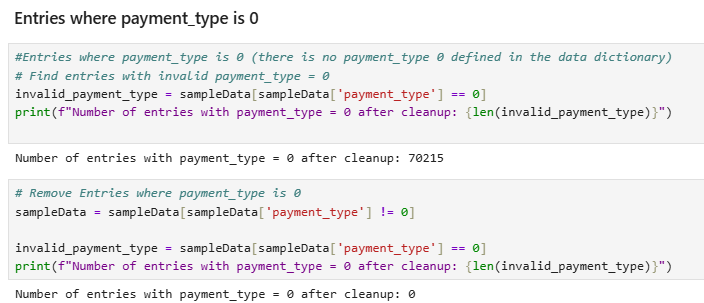 Entries where payment_type is 0
#Entries where payment_type is 0 (there is no payment_type 0 defined in the data dictionary)
# Find entries with invalid payment_type = 0
invalid_payment_type = sampleData[sampleData['payment_type'] == 0]
print(f"Number of entries with payment_type = 0 after cleanup: {len(invalid_payment_type)}")
Number of entries with payment_type = 0 after cleanup: 70215
# Remove Entries where payment_type is 0
sampleData = sampleData[sampleData['payment_type'] != 0]
invalid_payment_type = sampleData[sampleData['payment_type'] == 0]
print(f"Number of entries with payment_type = 0 after cleanup: {len(invalid_payment_type)}")
Number of entries with payment_type = 0 after cleanup: 0